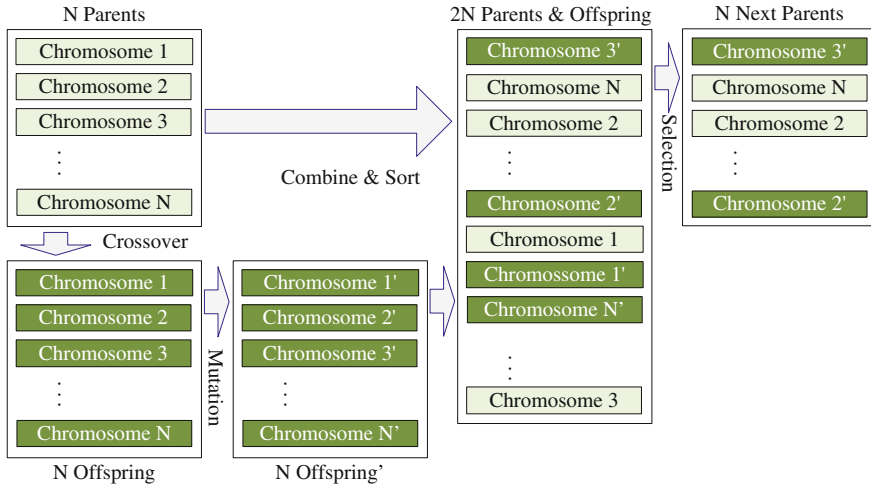 N Parents
Chromosome 1
Chromosome 2
Chromosome 3
...
Chromosome N
Crossover
Chromosome 1
Chromosome 2
Chromosome 3
...
Chromosome N
N Offspring
Mutation
Chromosome 1'
Chromosome 2'
Chromosome 3'
...
Chromosome N’
N Offspring’
Combine & Sort
2N Parents & Offspring
Chromosome 3'
Chromosome N
Chromosome 2
...
Chromosome 2'
Chromosome 1
Chromossome 1'
Chromosome N’
...
Chromosome 3
Selection
N Next Parents
Chromosome 3'
Chromosome N
Chromosome 2
...
Chromosome 2'